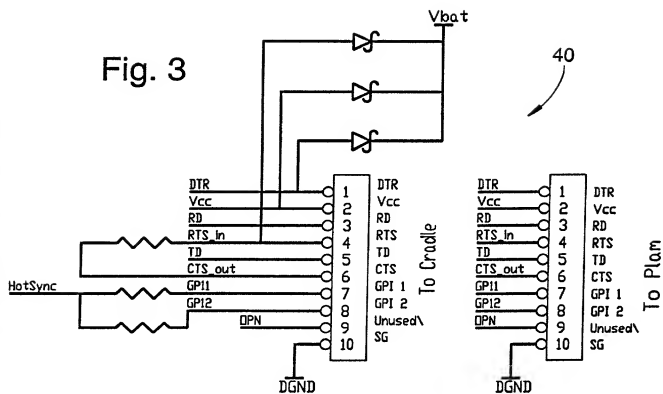 Vbat
Fig. 3
40
DTR 1 DTR
Vcc 2 Vcc
RD 3 RD
RTS_in 4 RTS
TD 5 TD
CTS_out 6 CTS
HotSync GPI1 7 GPI 1
GPI2 8 GPI 2
OPN 9 Unused\
10 SG
DGND
To Cradle
DTR 1 DTR
Vcc 2 Vcc
RD 3 RD
RTS_in 4 RTS
TD 5 TD
CTS_out 6 CTS
GPI1 7 GPI 1
GPI2 8 GPI 2
OPN 9 Unused\
10 SG
DGND
To Plam